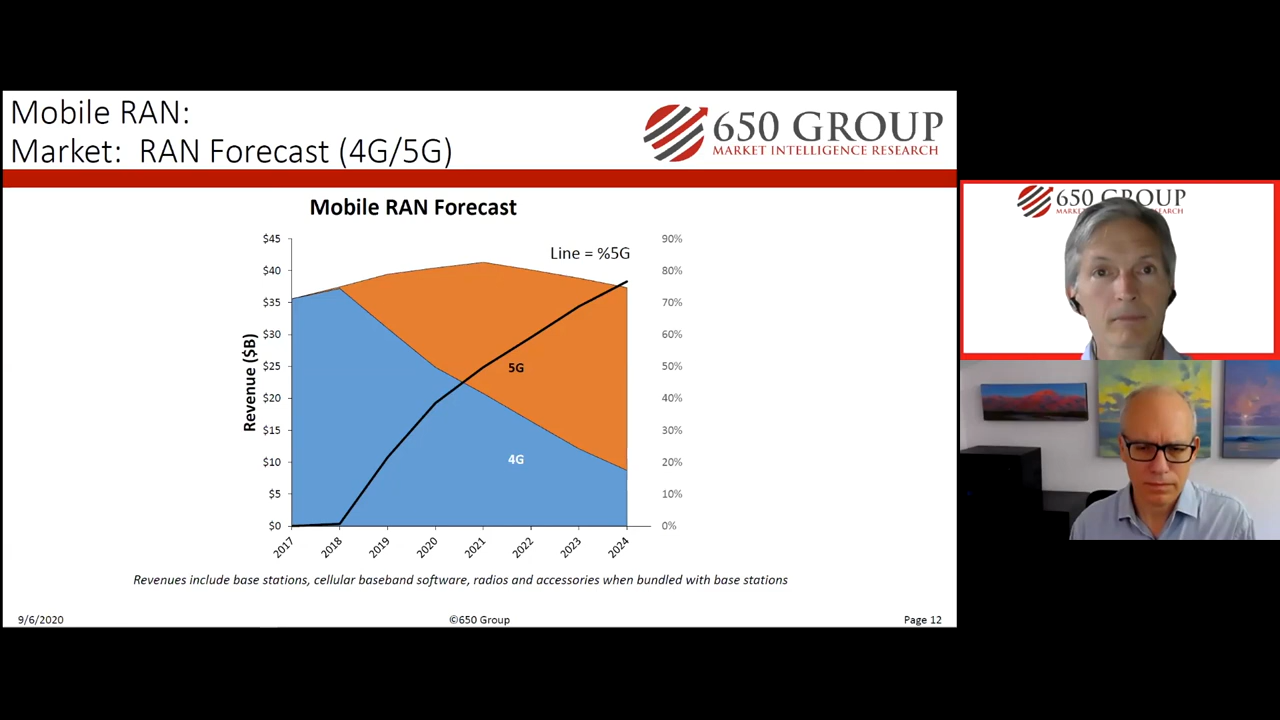 Mobile RAN:
Market: RAN Forecast (4G/5G)
650 GROUP
MARKET INTELLIGENCE RESEARCH
Mobile RAN Forecast
Line = %5G
Revenue ($B)
$45
$40
$35
$30
$25
$20
$15
$10
$5
$0
90%
80%
70%
60%
50%
40%
30%
20%
10%
0%
5G
4G
2017
2018
2019
2020
2021
2022
2023
2024
Revenues include base stations, cellular baseband software, radios and accessories when bundled with base stations
9/6/2020
©650 Group
Page 12
650 GROUP